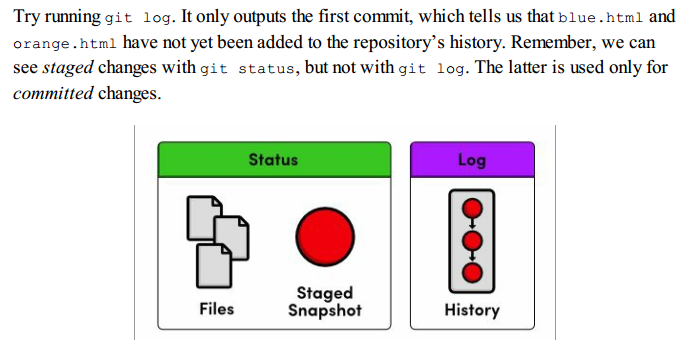 Try running git log. It only outputs the first commit, which tells us that blue.html and
orange.html have not yet been added to the repository’s history. Remember, we can
see staged changes with git status, but not with git log. The latter is used only for
committed changes.
Status
Log
Files
Staged
Snapshot
History